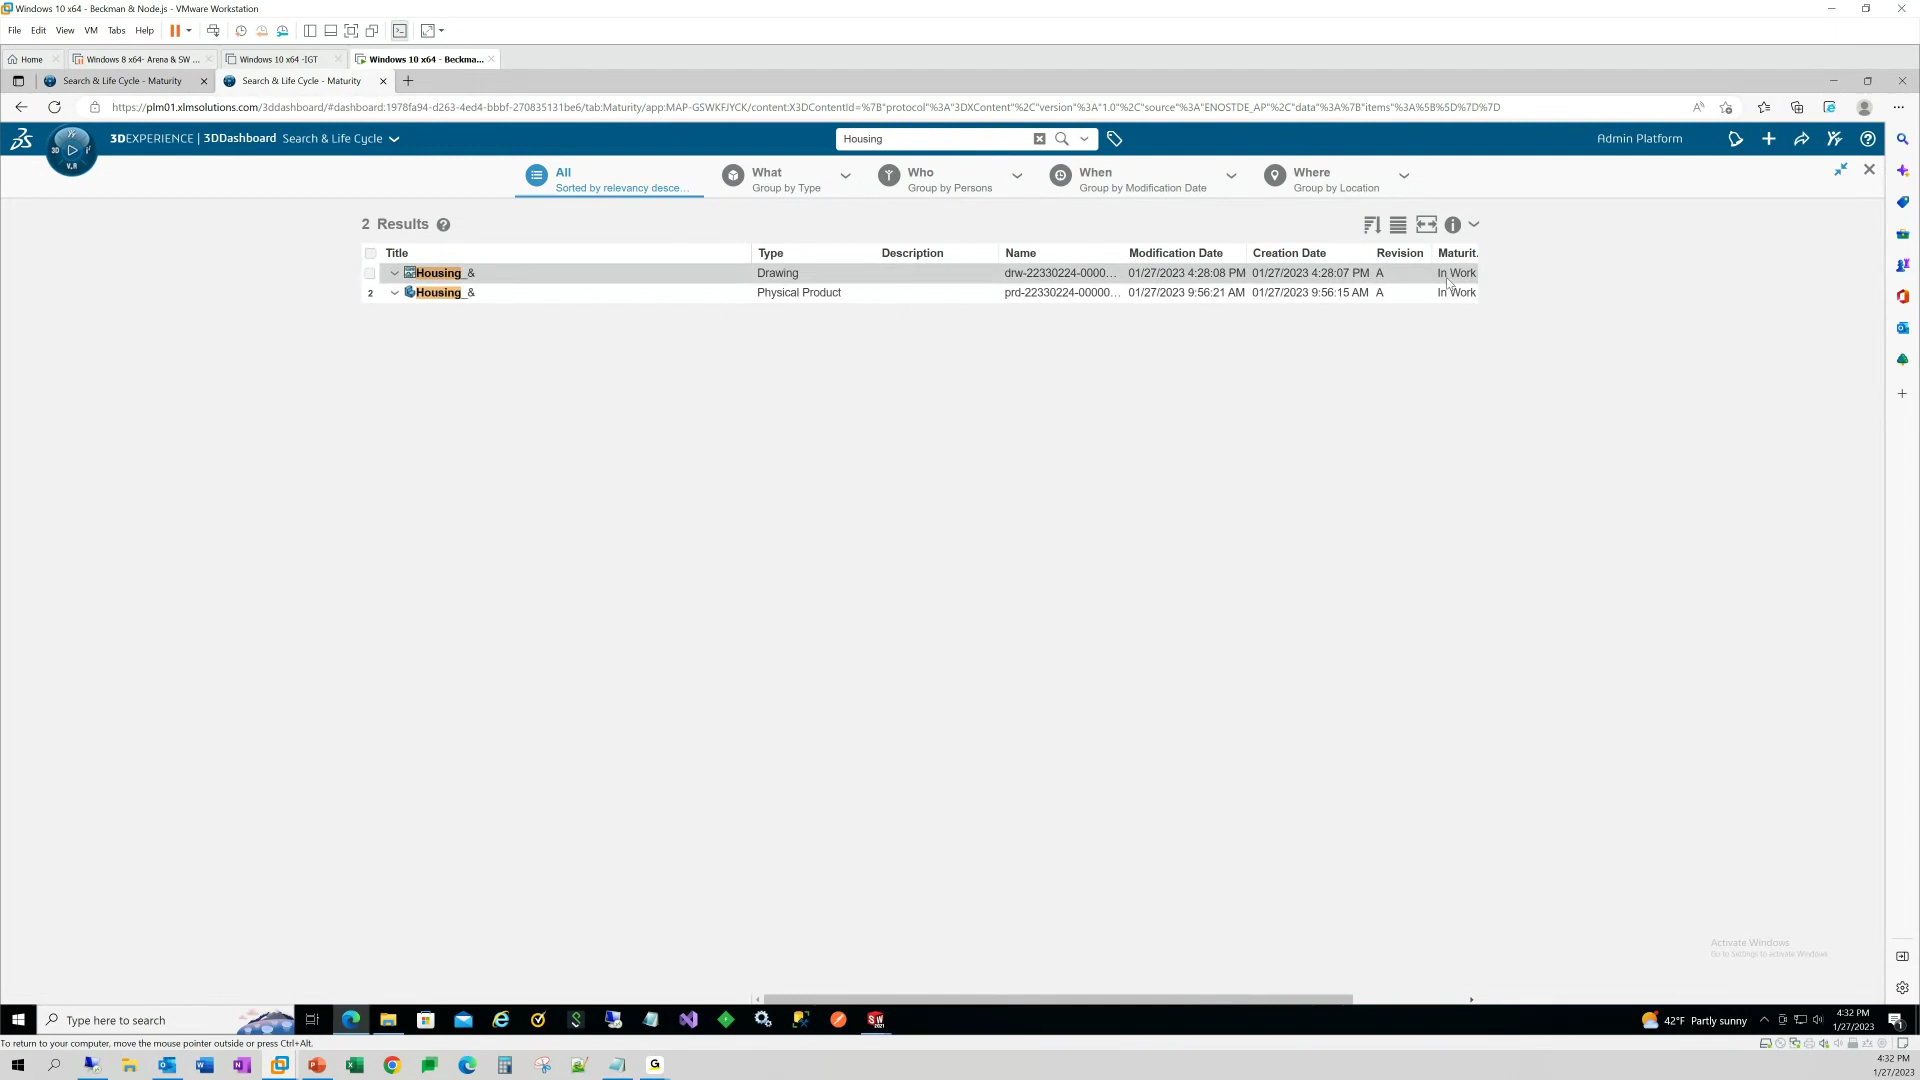 Windows 10 x64 - Beckman & Node.js - VMware Workstation
File Edit View VM Tabs Help
Home Windows 8 x64- Arena & SW ... Windows 10 x64 -IGT Windows 10 x64 - Beckma...
Search & Life Cycle - Maturity Search & Life Cycle - Maturity
https://plm01.xlmsolutions.com/3ddashboard/#dashboard:1978fa94-d263-4ed4-bbbf-270835131be6/tab:Maturity/app:MAP-GSWKFJYCK/content:X3DContentId=%7B"protocol"%3A"3DXContent"%2C"version"%3A"1.0"%2C"source"%3A"ENOSTDE_AP"%2C"data"%3A%7B"items"%3A%5B%5D%7D%7D
3DEXPERIENCE | 3DDashboard Search & Life Cycle Housing Admin Platform
3D V.R
All What Who When Where
Sorted by relevancy desce... Group by Type Group by Persons Group by Modification Date Group by Location
2 Results
Title Type Description Name Modification Date Creation Date Revision Maturit.
Housing_& Drawing drw-22330224-0000... 01/27/2023 4:28:08 PM 01/27/2023 4:28:07 PM A In Work
2 Housing_& Physical Product prd-22330224-00000... 01/27/2023 9:56:21 AM 01/27/2023 9:56:15 AM A In Work
Activate Windows
Go to Settings to activate Windows
Type here to search 42°F Partly sunny 4:32 PM
1/27/2023
To return to your computer, move the mouse pointer outside or press Ctrl+Alt.
4:32 PM
1/27/2023